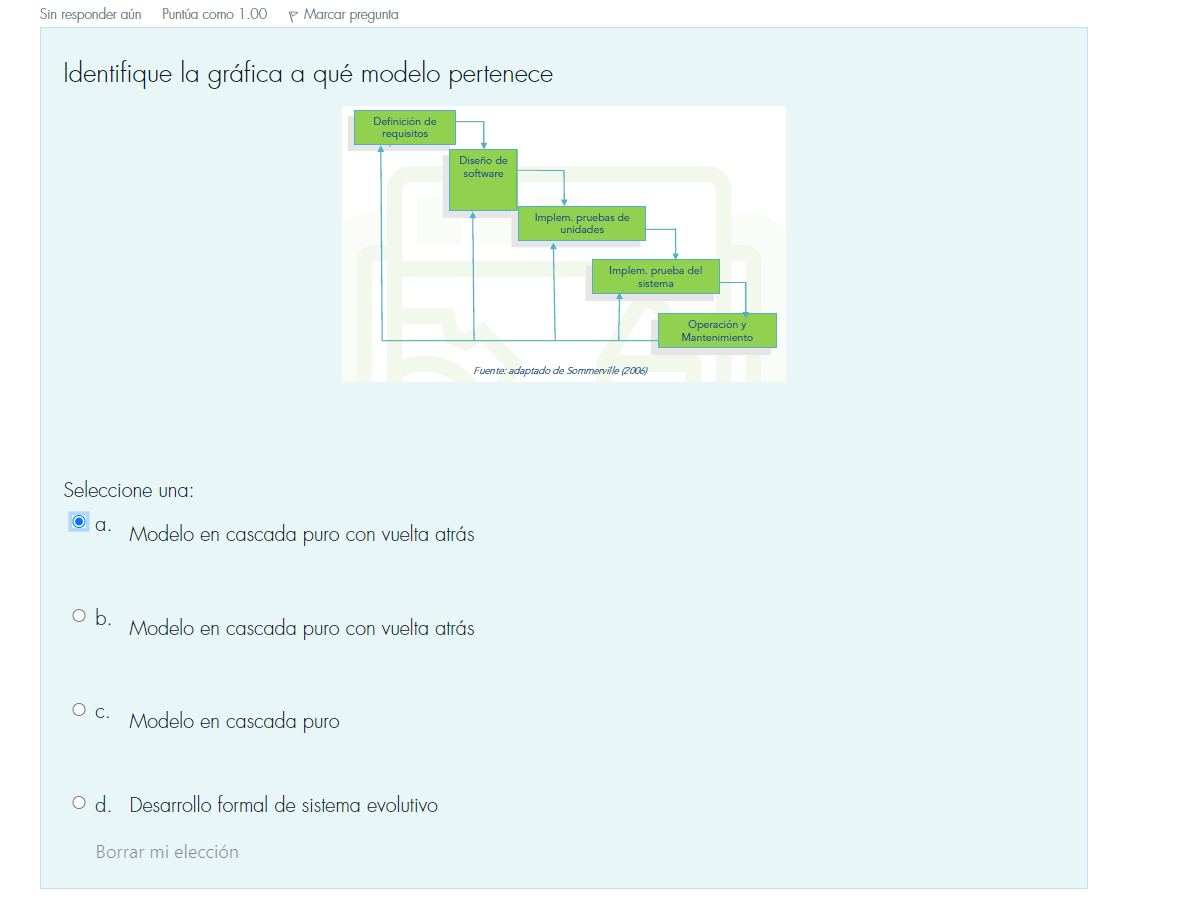 Sin responder aún Puntúa como 1.00 Marcar pregunta
Identifique la gráfica a qué modelo pertenece
Definición de
requisitos
Diseño de
software
Implem. pruebas de
unidades
Implem. prueba del
sistema
Operación y
Mantenimiento
Fuente: adaptado de Sommerville (2006)
Seleccione una:
a. Modelo en cascada puro con vuelta atrás
b. Modelo en cascada puro con vuelta atrás
c. Modelo en cascada puro
d. Desarrollo formal de sistema evolutivo
Borrar mi elección